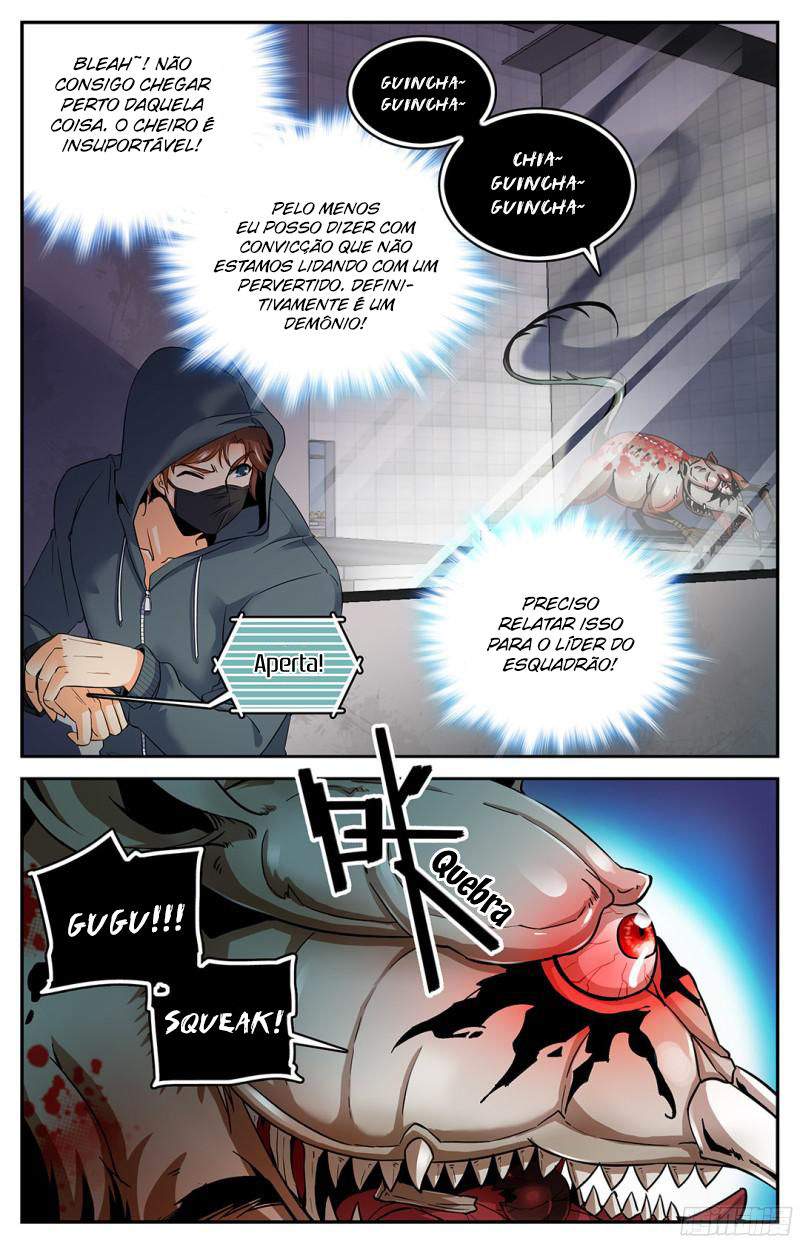 BLEAH~! NÃO
CONSIGO CHEGAR
PERTO DAQUELA
COISA. O CHEIRO É
INSUPORTÁVEL!
GUINCHA~
GUINCHA~
CHIA~
GUINCHA~
GUINCHA~
PELO MENOS
EU POSSO DIZER COM
CONVICÇÃO QUE NÃO
ESTAMOS LIDANDO COM UM
PERVERTIDO. DEFINI-
TIVAMENTE É UM
DEMÔNIO!
PRECISO
RELATAR ISSO
PARA O LÍDER DO
ESQUADRÃO!
Aperta!
Quebra
GUGU!!!
SQUEAK!